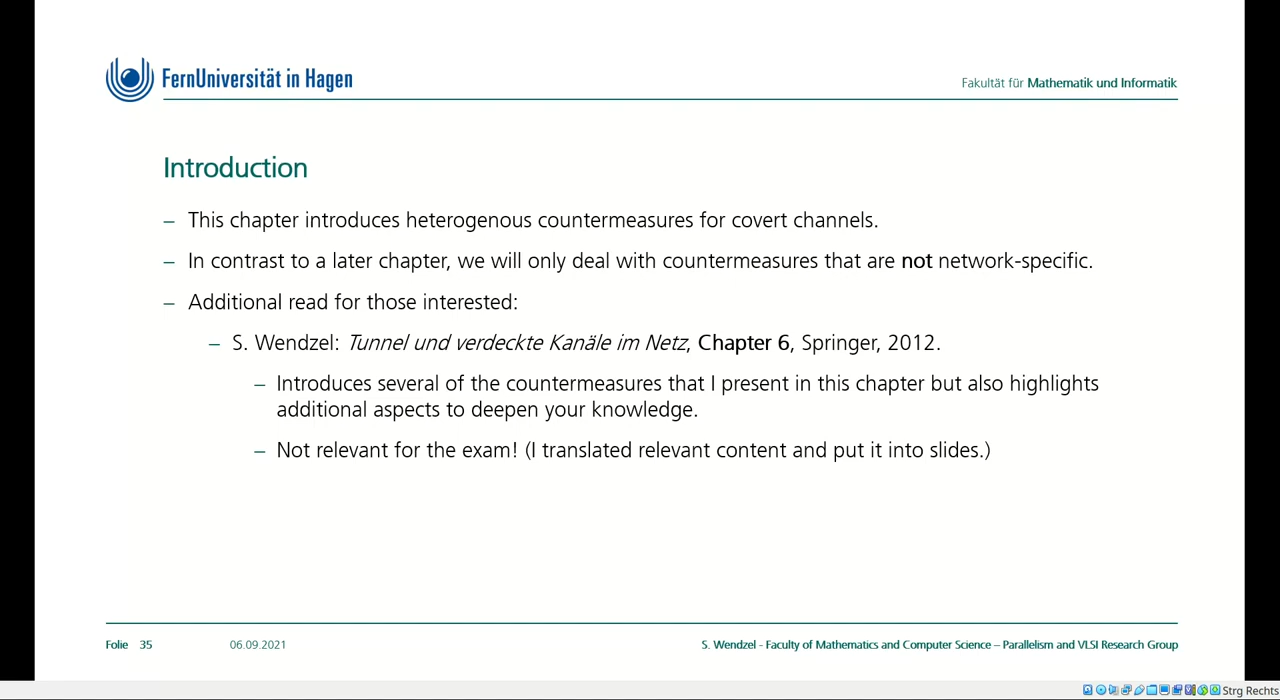 FernUniversität in Hagen
Fakultät für Mathematik und Informatik
Introduction
– This chapter introduces heterogenous countermeasures for covert channels.
– In contrast to a later chapter, we will only deal with countermeasures that are not network-specific.
– Additional read for those interested:
– S. Wendzel: Tunnel und verdeckte Kanäle im Netz, Chapter 6, Springer, 2012.
– Introduces several of the countermeasures that I present in this chapter but also highlights
additional aspects to deepen your knowledge.
– Not relevant for the exam! (I translated relevant content and put it into slides.)
Folie 35 06.09.2021 S. Wendzel - Faculty of Mathematics and Computer Science – Parallelism and VLSI Research Group
Strg Rechts